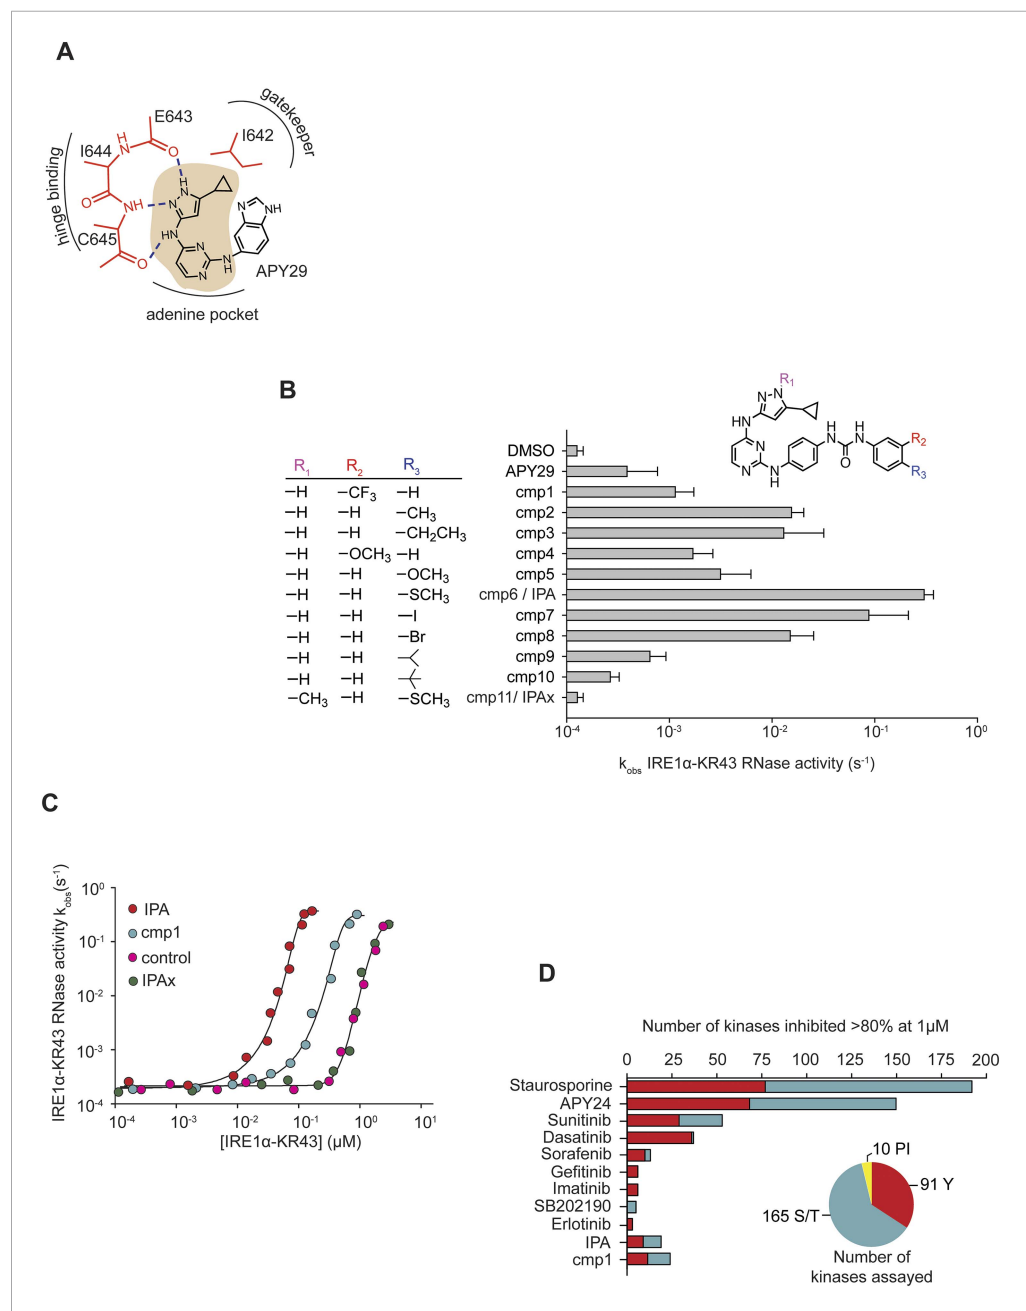 A
E643
gatekeeper
I642
I644
hinge binding
C645
H
N
O
H
N
N
O
NH
HN
N
N
O
N
H
N
NH
APY29
adenine pocket
B
R1
N-N
HN
N
N
N
H
H
N
O
H
N
R2
R3
R1 R2 R3
–H –CF3 –H
–H –H –CH3
–H –H –CH2CH3
–H –OCH3 –H
–H –H –OCH3
–H –H –SCH3
–H –H –I
–H –H –Br
–H –H
–H –H
–CH3 –H –SCH3
DMSO
APY29
cmp1
cmp2
cmp3
cmp4
cmp5
cmp6 / IPA
cmp7
cmp8
cmp9
cmp10
cmp11/ IPAx
10-4 10-3 10-2 10-1 100
kobs IRE1α-KR43 RNase activity (s-1)
C
IRE1α-KR43 RNase activity kobs(s-1)
100
10-1
10-2
10-3
10-4
IPA
cmp1
control
IPAx
10-4 10-3 10-2 10-1 100 101
[IRE1α-KR43] (µM)
D
Number of kinases inhibited >80% at 1µM
0 25 50 75 100 125 150 175 200
Staurosporine
APY24
Sunitinib
Dasatinib
Sorafenib
Gefitinib
Imatinib
SB202190
Erlotinib
IPA
cmp1
10 PI
91 Y
165 S/T
Number of
kinases assayed